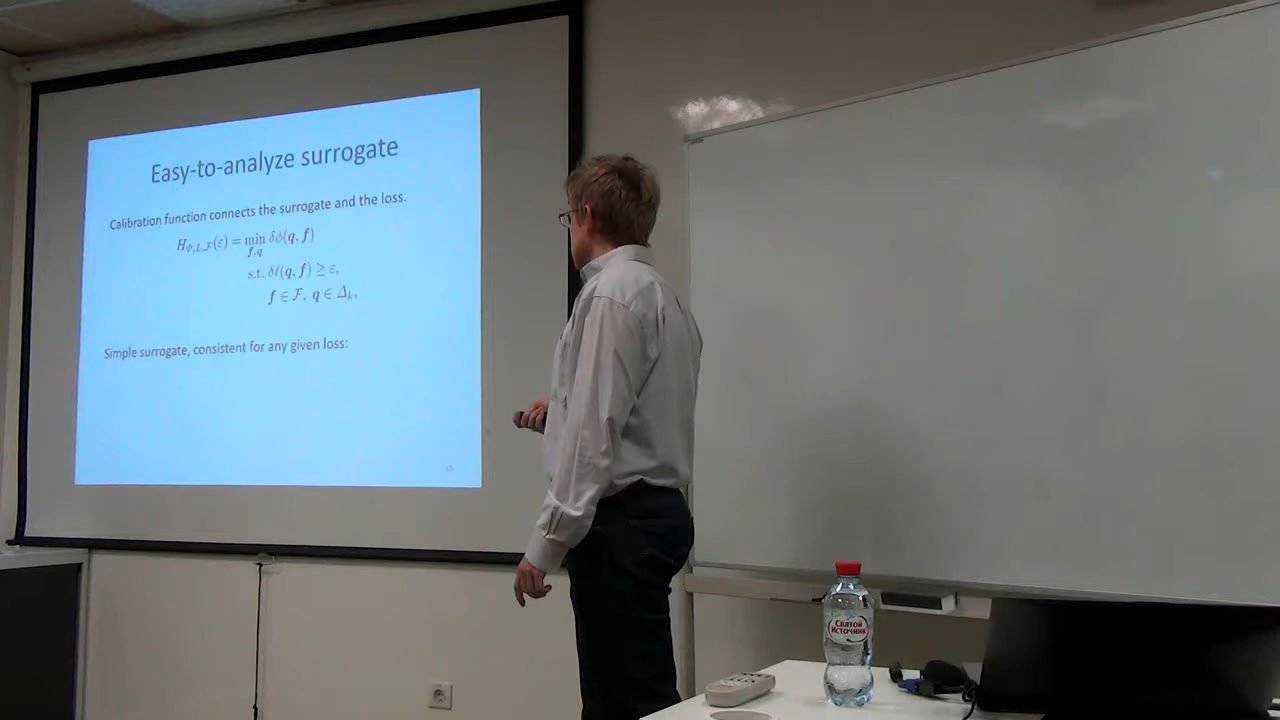 Easy-to-analyze surrogate
Calibration function connects the surrogate and the loss.
H_{Φ,L,F}(ε) = min_{f,q} δϕ(q, f)
s.t. δℓ(q, f) ≥ ε,
f ∈ F, q ∈ Δ_k,
Simple surrogate, consistent for any given loss:
СВЯТОЙ
ИСТОЧНИК